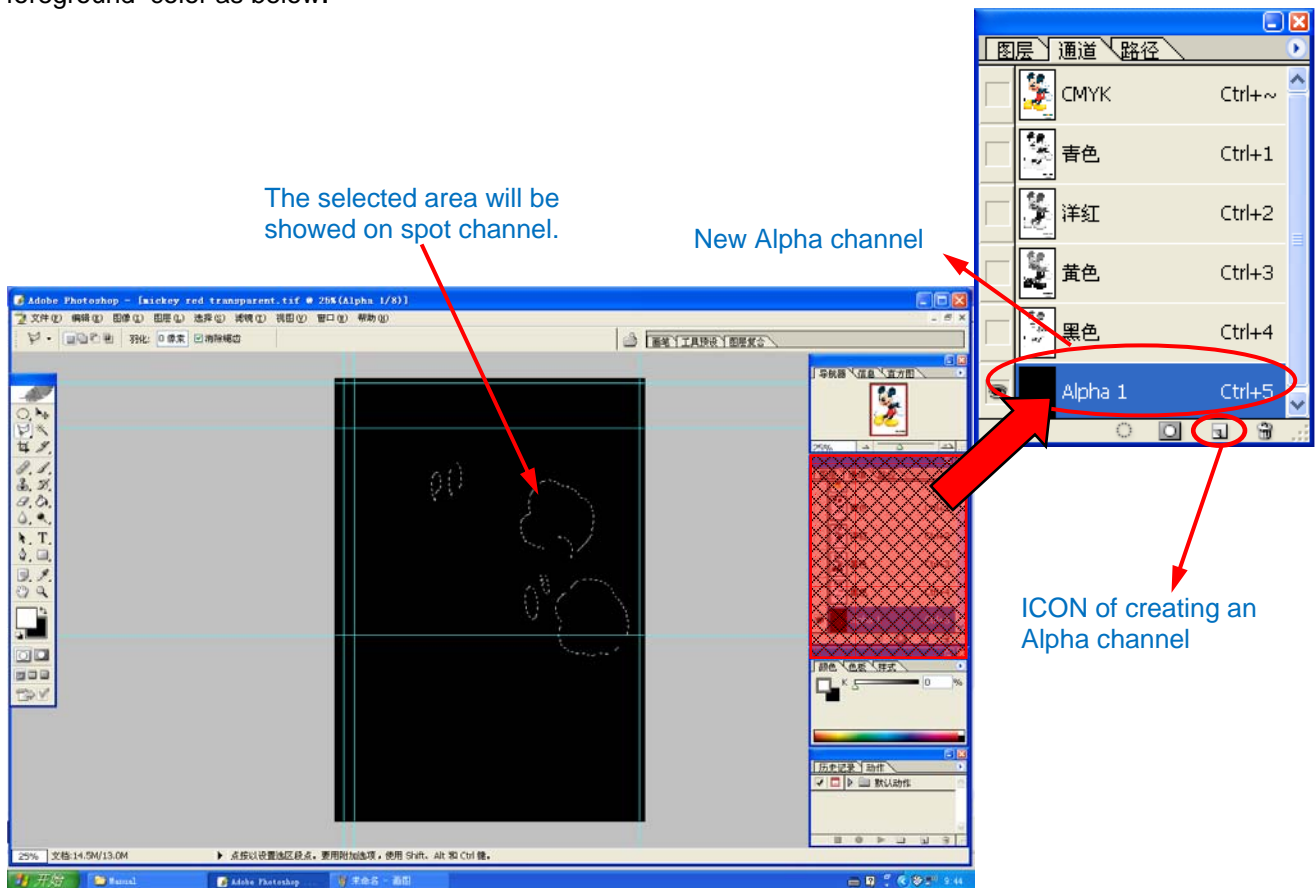 foreground color as below.
图层 通道 路径
CMYK Ctrl+~
青色 Ctrl+1
洋红 Ctrl+2
黄色 Ctrl+3
黑色 Ctrl+4
Alpha 1 Ctrl+5
The selected area will be
showed on spot channel.
New Alpha channel
ICON of creating an
Alpha channel
Adobe Photoshop - [mickey red transparent.tif @ 25%(Alpha 1/8)]
文件(F) 编辑(E) 图像(I) 图层(L) 选择(S) 滤镜(T) 视图(V) 窗口(W) 帮助(H)
羽化: 0 像素 消除锯齿
画笔 工具预设 图层复合
导航器 信息 直方图
25%
颜色 色板 样式
K 0 %
历史记录 动作
默认动作
25% 文档:14.5M/13.0M 点按以设置选区段点。要用附加选项，使用 Shift、Alt 和 Ctrl 键。
开始 Manual Adobe Photoshop ... 未命名 - 画图 9:44